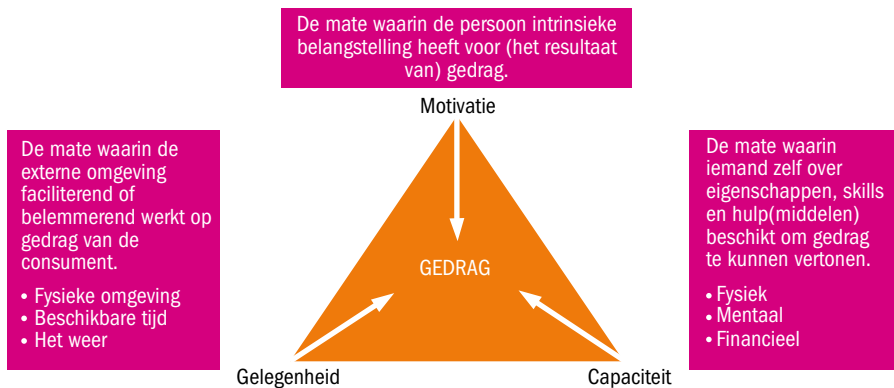 De mate waarin de persoon intrinsieke
belangstelling heeft voor (het resultaat
van) gedrag.
Motivatie
De mate waarin de
externe omgeving
faciliterend of
belemmerend werkt op
gedrag van de
consument.
• Fysieke omgeving
• Beschikbare tijd
• Het weer
GEDRAG
De mate waarin
iemand zelf over
eigenschappen, skills
en hulp(middelen)
beschikt om gedrag
te kunnen vertonen.
• Fysiek
• Mentaal
• Financieel
Gelegenheid
Capaciteit